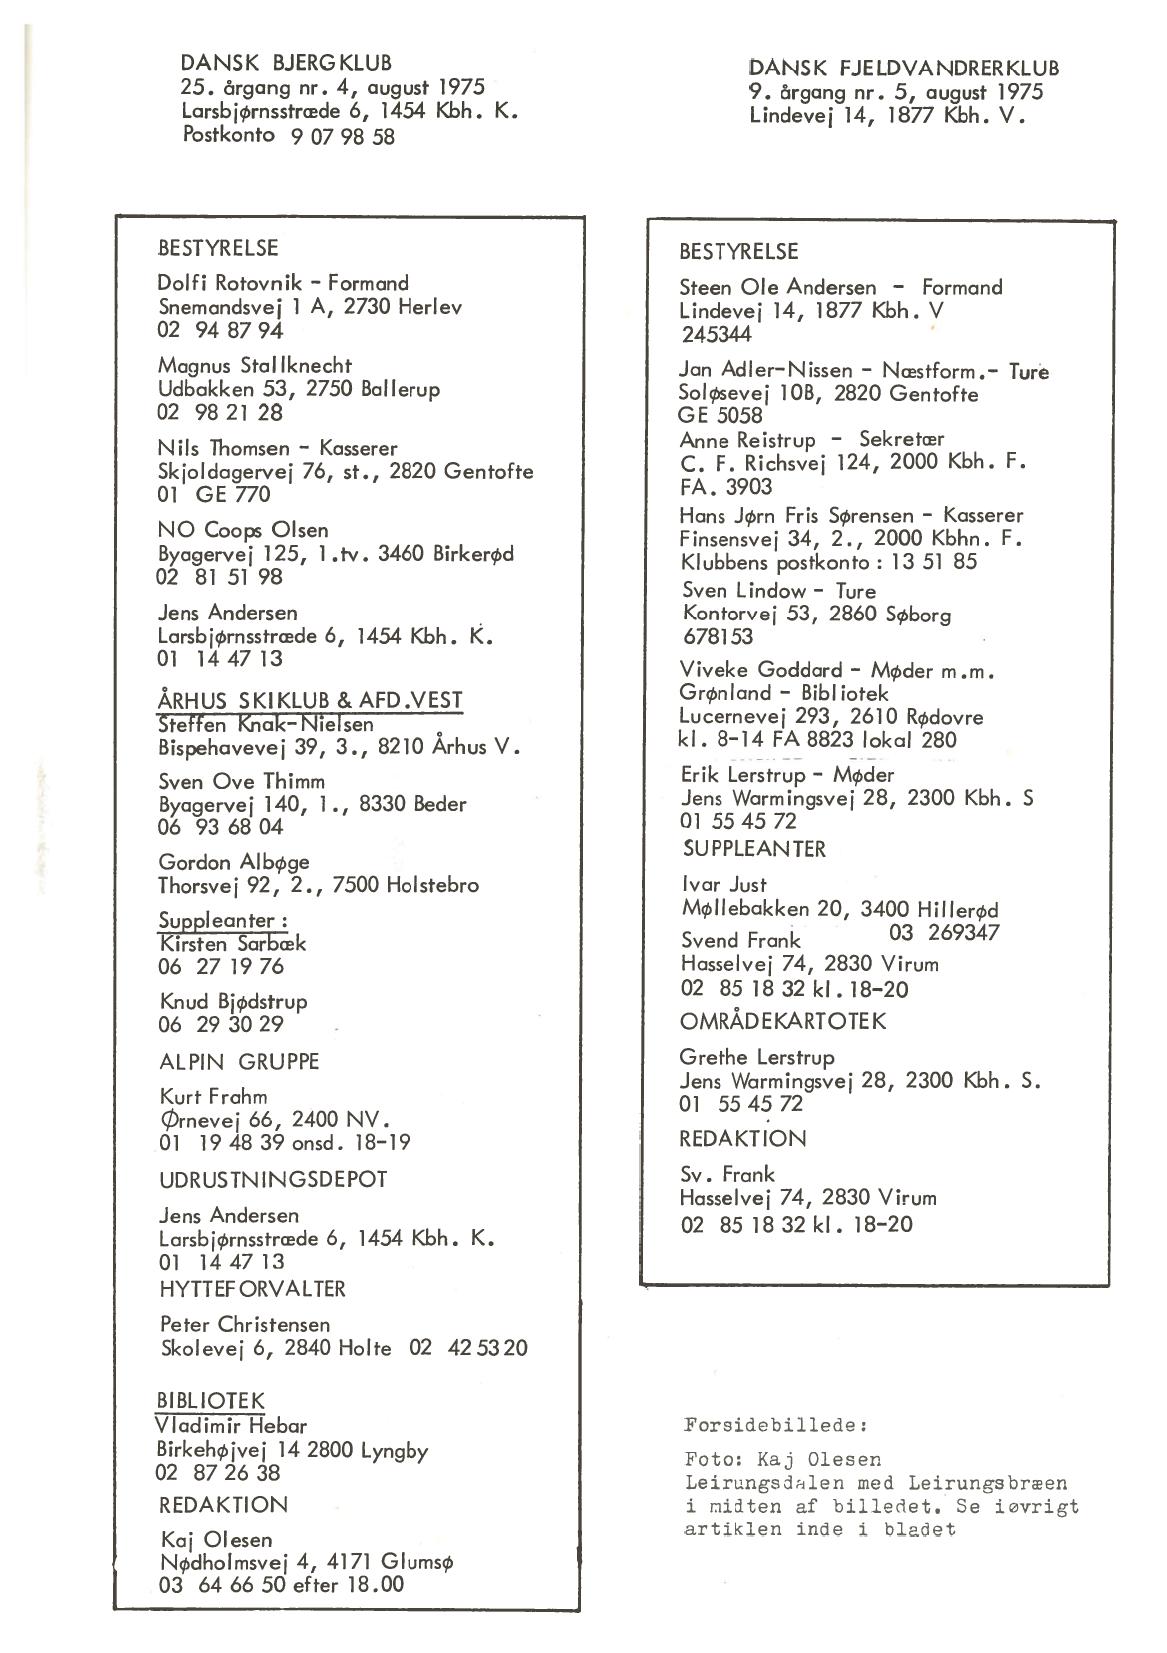 DANSK BJERGKLUB
25. årgang nr. 4, august 1975
Larsbjørnsstræde 6, 1454 Kbh. K.
Postkonto 9 07 98 58
BESTYRELSE
Dolfi Rotovnik - Formand
Snemandsvej 1 A, 2730 Herlev
02 94 87 94
Magnus Stallknecht
Udbakken 53, 2750 Ballerup
02 98 21 28
Nils Thomsen - Kasserer
Skjoldagervej 76, st., 2820 Gentofte
01 GE 770
NO Coops Olsen
Byagervej 125, 1.tv. 3460 Birkerød
02 81 51 98
Jens Andersen
Larsbjørnsstræde 6, 1454 Kbh. K.
01 14 47 13
ÅRHUS SKIKLUB & AFD.VEST
Steffen Knak-Nielsen
Bispehavevej 39, 3., 8210 Århus V.
Sven Ove Thimm
Byagervej 140, 1., 8330 Beder
06 93 68 04
Gordon Albøge
Thorsvej 92, 2., 7500 Holstebro
Suppleanter :
Kirsten Sarbæk
06 27 19 76
Knud Bjødstrup
06 29 30 29
ALPIN GRUPPE
Kurt Frahm
Ørnevej 66, 2400 NV.
01 19 48 39 onsd. 18-19
UDRUSTNINGSDEPOT
Jens Andersen
Larsbjørnsstræde 6, 1454 Kbh. K.
01 14 47 13
HYTTEFORVALTER
Peter Christensen
Skolevej 6, 2840 Holte 02 42 53 20
BIBLIOTEK
Vladimir Hebar
Birkehøjvej 14 2800 Lyngby
02 87 26 38
REDAKTION
Kaj Olesen
Nødholmsvej 4, 4171 Glumsø
03 64 66 50 efter 18.00
DANSK FJELDVANDRERKLUB
9. årgang nr. 5, august 1975
Lindevej 14, 1877 Kbh. V.
BESTYRELSE
Steen Ole Andersen - Formand
Lindevej 14, 1877 Kbh. V
245344
Jan Adler-Nissen - Næstform.- Ture
Soløsevej 10B, 2820 Gentofte
GE 5058
Anne Reistrup - Sekretær
C. F. Richsvej 124, 2000 Kbh. F.
FA. 3903
Hans Jørn Fris Sørensen - Kasserer
Finsensvej 34, 2., 2000 Kbhn. F.
Klubbens postkonto : 13 51 85
Sven Lindow - Ture
Kontorvej 53, 2860 Søborg
678153
Viveke Goddard - Møder m.m.
Grønland - Bibliotek
Lucernevej 293, 2610 Rødovre
kl. 8-14 FA 8823 lokal 280
Erik Lerstrup - Møder
Jens Warmingsvej 28, 2300 Kbh. S
01 55 45 72
SUPPLEANTER
Ivar Just
Møllebakken 20, 3400 Hillerød
03 269347
Svend Frank
Hasselvej 74, 2830 Virum
02 85 18 32 kl. 18-20
OMRÅDEKARTOTEK
Grethe Lerstrup
Jens Warmingsvej 28, 2300 Kbh. S.
01 55 45 72
REDAKTION
Sv. Frank
Hasselvej 74, 2830 Virum
02 85 18 32 kl. 18-20
Forsidebillede:
Foto: Kaj Olesen
Leirungsdalen med Leirungsbræen
i midten af billedet. Se iøvrigt
artiklen inde i bladet